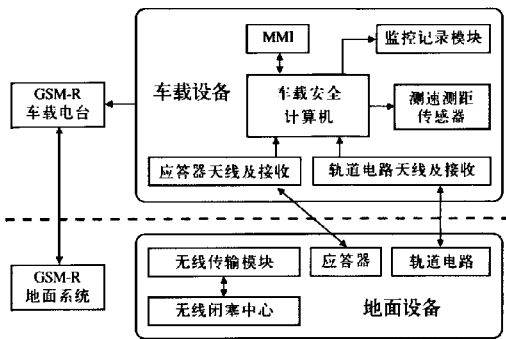 MMI
监控记录模块
GSM-R
车载电台
车载设备
车载安全
计算机
测速测距
传感器
应答器天线及接收
轨道电路天线及接收
无线传输模块
应答器
轨道电路
GSM-R
地面系统
无线闭塞中心
地面设备